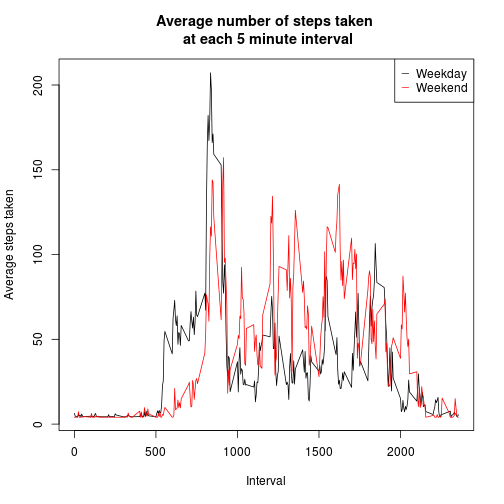 Average number of steps taken
at each 5 minute interval
Weekday
Weekend
Average steps taken
200
150
100
50
0
0 500 1000 1500 2000
Interval